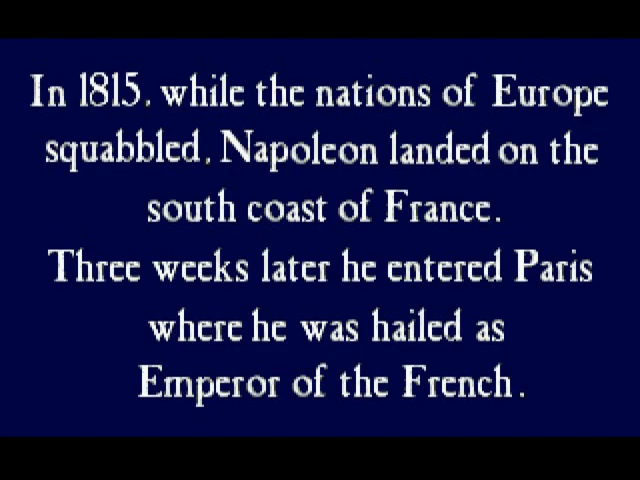 In 1815, while the nations of Europe
squabbled, Napoleon landed on the
south coast of France.
Three weeks later he entered Paris
where he was hailed as
Emperor of the French.